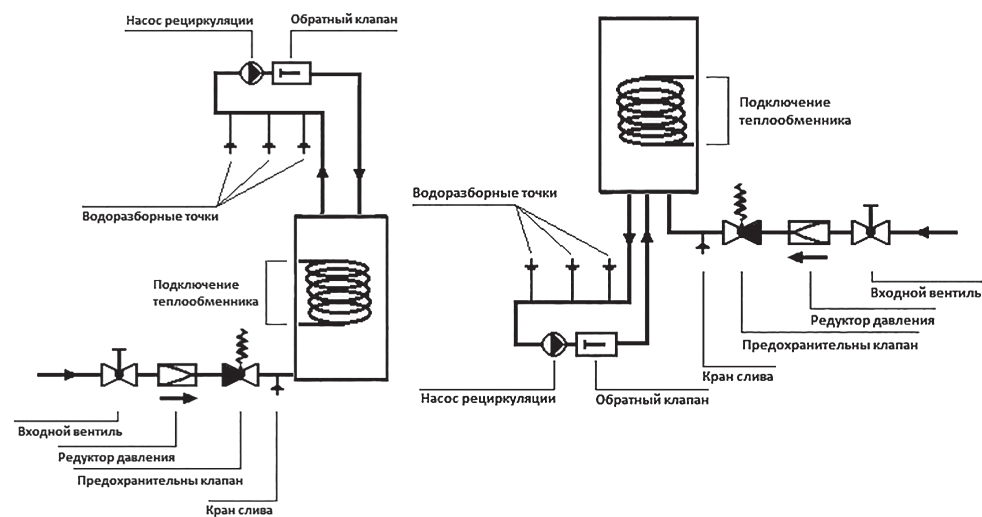 Насос рециркуляции
Обратный клапан
Водоразборные точки
Подключение
теплообменника
Входной вентиль
Редуктор давления
Предохранительны клапан
Кран слива
Подключение
теплообменника
Водоразборные точки
Входной вентиль
Редуктор давления
Предохранительны клапан
Кран слива
Насос рециркуляции
Обратный клапан